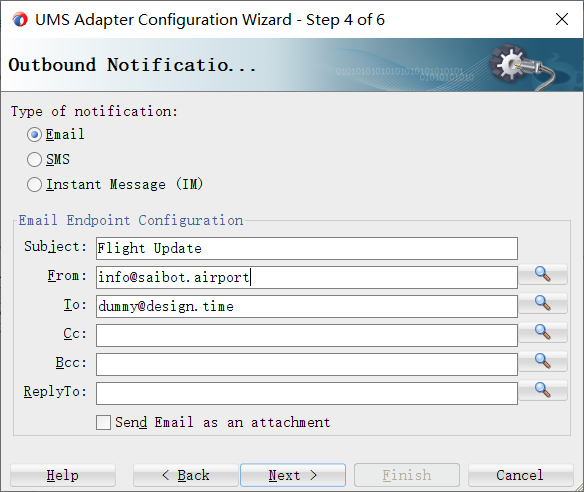 UMS Adapter Configuration Wizard - Step 4 of 6
Outbound Notificatio...
Type of notification:
Email
SMS
Instant Message (IM)
Email Endpoint Configuration
Subject: Flight Update
From: info@saibot.airport
To: dummy@design.time
Cc:
Bcc:
ReplyTo:
Send Email as an attachment
Help < Back Next > Finish Cancel